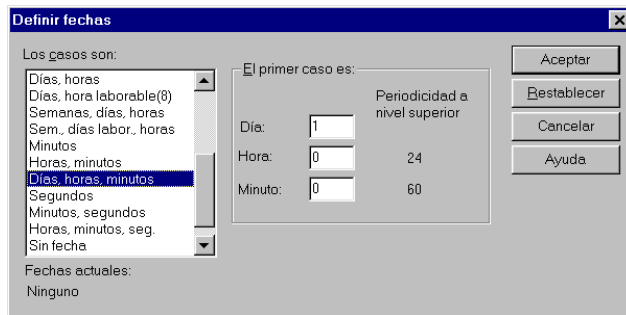 Definir fechas
Los casos son:
Días, horas
Días, hora laborable(8)
Semanas, días, horas
Sem., días labor., horas
Minutos
Horas, minutos
Días, horas, minutos
Segundos
Minutos, segundos
Horas, minutos, seg.
Sin fecha
Fechas actuales:
Ninguno
El primer caso es:
Periodicidad a
nivel superior
Día: 1
Hora: 0 24
Minuto: 0 60
Aceptar
Restablecer
Cancelar
Ayuda